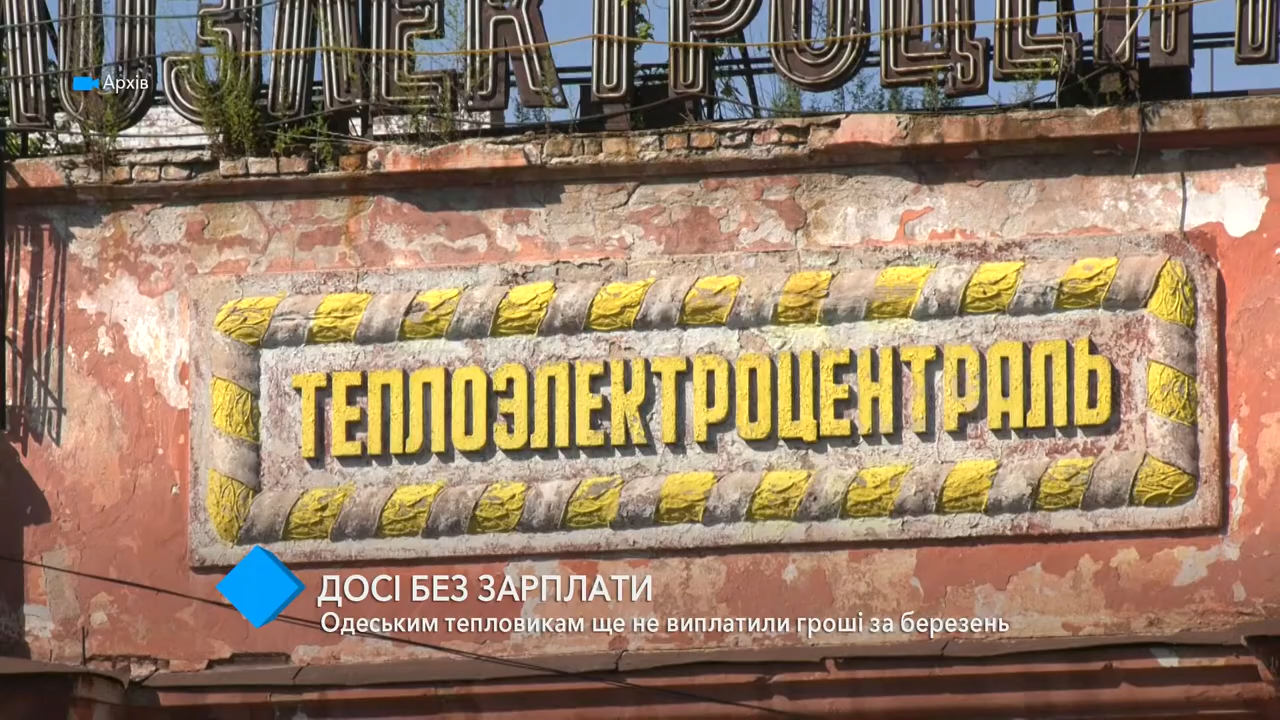 Архів
ТЕПЛОЭЛЕКТРОЦЕНТРАЛЬ
ДОСІ БЕЗ ЗАРПЛАТИ
Одеським тепловикам ще не виплатили гроші за березень